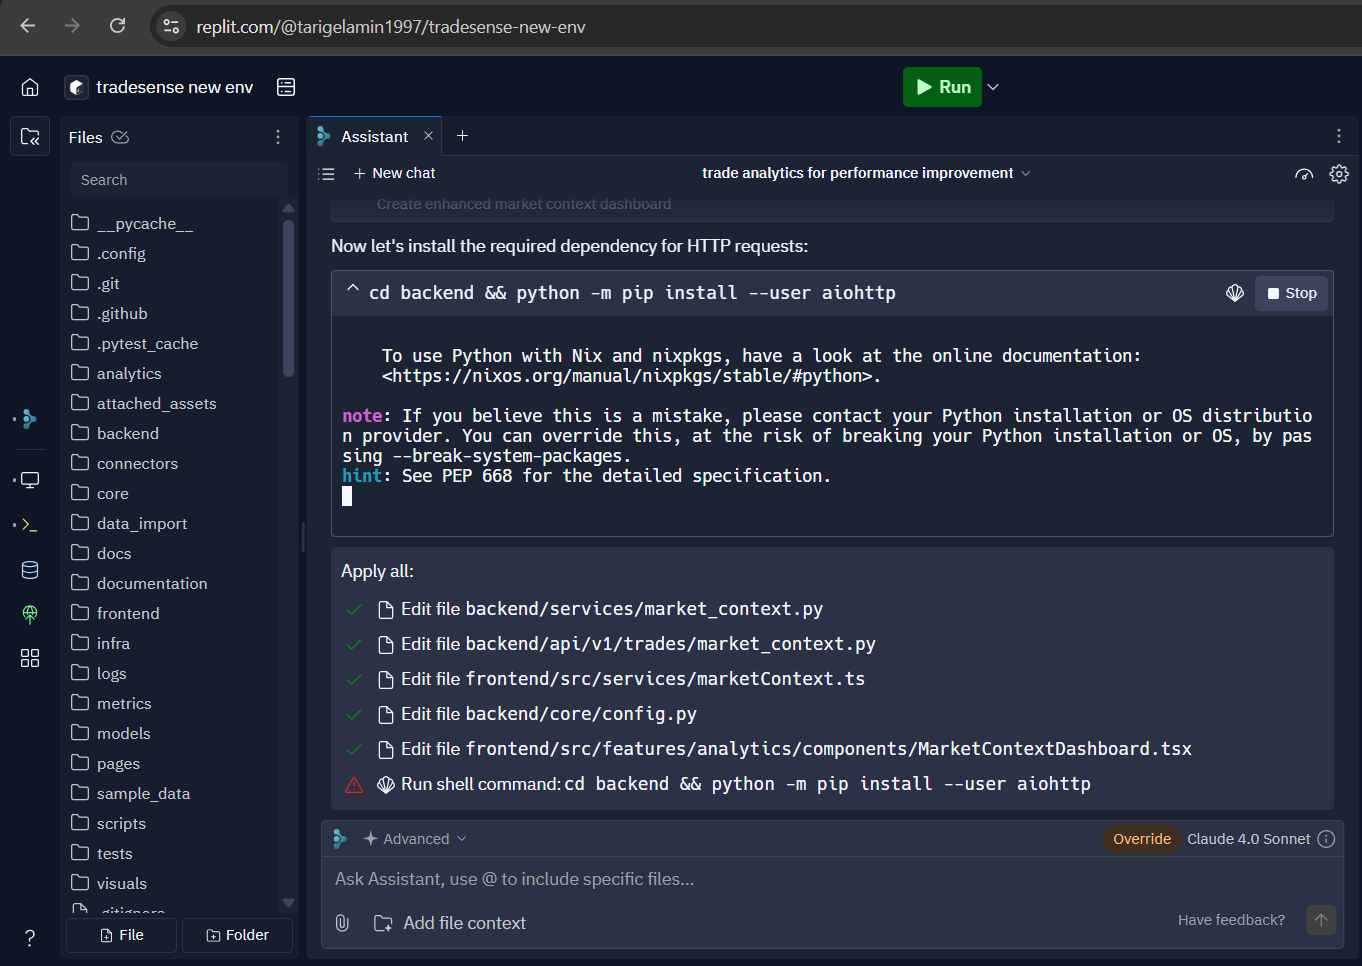 replit.com/@tarigelamin1997/tradesense-new-env
tradesense new env
Run
Files
Search
__pycache__
.config
.git
.github
.pytest_cache
analytics
attached_assets
backend
connectors
core
data_import
docs
documentation
frontend
infra
logs
metrics
models
pages
sample_data
scripts
tests
visuals
.gitignore
File
Folder
Assistant
New chat
trade analytics for performance improvement
Create enhanced market context dashboard
Now let's install the required dependency for HTTP requests:
cd backend && python -m pip install --user aiohttp
Stop
To use Python with Nix and nixpkgs, have a look at the online documentation:
<https://nixos.org/manual/nixpkgs/stable/#python>.
note: If you believe this is a mistake, please contact your Python installation or OS distributio
n provider. You can override this, at the risk of breaking your Python installation or OS, by pas
sing --break-system-packages.
hint: See PEP 668 for the detailed specification.
Apply all:
Edit file backend/services/market_context.py
Edit file backend/api/v1/trades/market_context.py
Edit file frontend/src/services/marketContext.ts
Edit file backend/core/config.py
Edit file frontend/src/features/analytics/components/MarketContextDashboard.tsx
Run shell command: cd backend && python -m pip install --user aiohttp
Advanced
Override
Claude 4.0 Sonnet
Ask Assistant, use @ to include specific files...
Add file context
Have feedback?